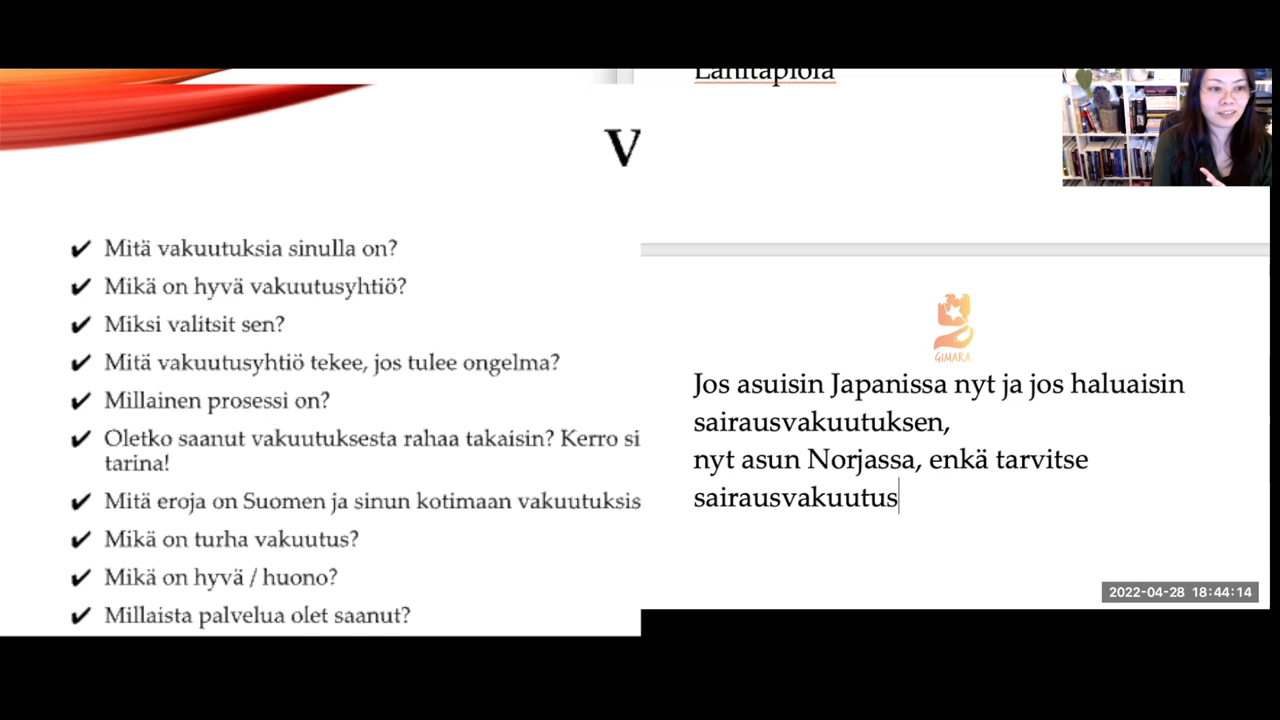 V
Mitä vakuutuksia sinulla on?
Mikä on hyvä vakuutusyhtiö?
Miksi valitsit sen?
Mitä vakuutusyhtiö tekee, jos tulee ongelma?
Millainen prosessi on?
Oletko saanut vakuutuksesta rahaa takaisin? Kerro si
tarina!
Mitä eroja on Suomen ja sinun kotimaan vakuutuksis
Mikä on turha vakuutus?
Mikä on hyvä / huono?
Millaista palvelua olet saanut?
Lähitapiola
GIMARA
Jos asuisin Japanissa nyt ja jos haluaisin
sairausvakuutuksen,
nyt asun Norjassa, enkä tarvitse
sairausvakuutus
2022-04-28 18:44:14